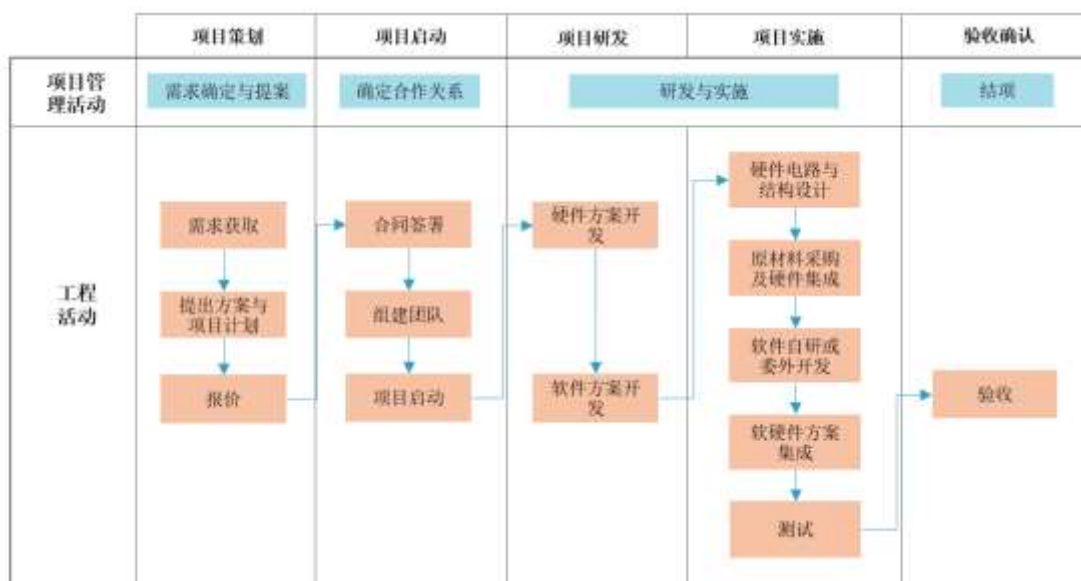 项目策划
项目启动
项目研发
项目实施
验收确认
项目管
理活动
需求确定与提案
确定合作关系
研发与实施
结项
工程
活动
需求获取
提出方案与
项目计划
报价
合同签署
组建团队
项目启动
硬件方案开
发
软件方案开
发
硬件电路与
结构设计
原材料采购
及硬件集成
软件自研或
委外开发
软硬件方案
集成
测试
验收